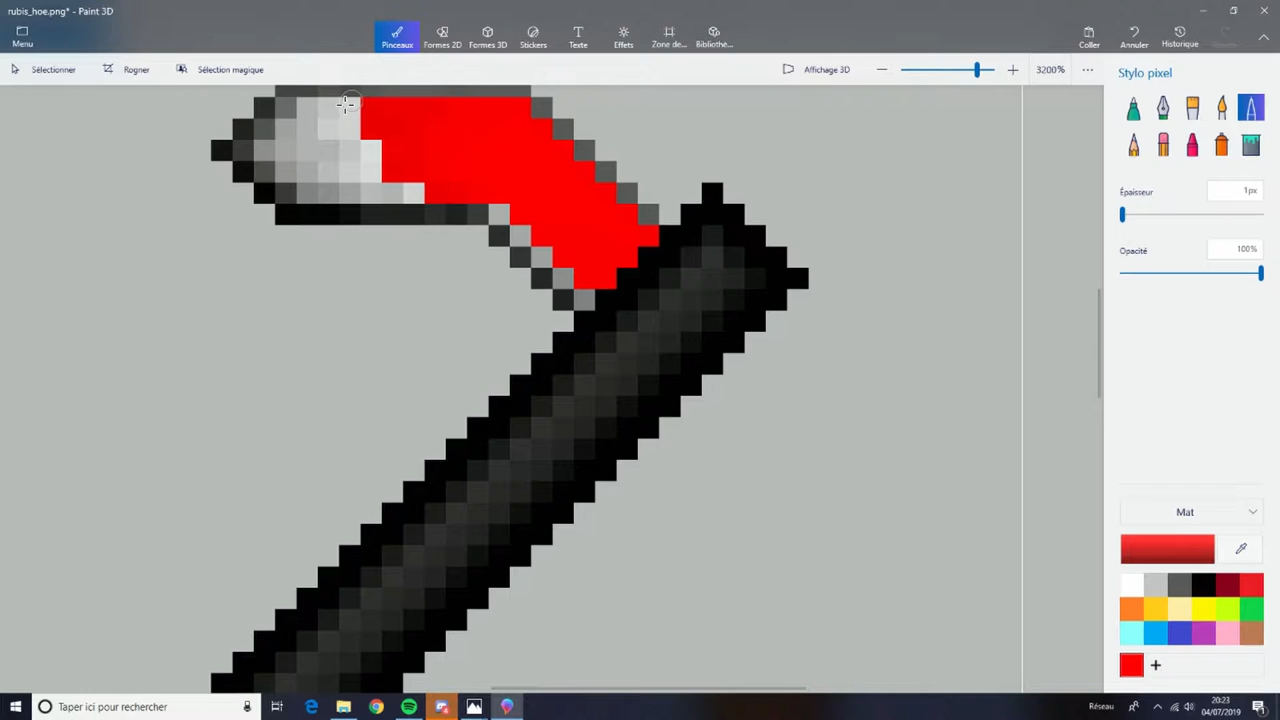 rubis_hoe.png* - Paint 3D
Menu
Pinceaux
Formes 2D
Formes 3D
Stickers
Texte
Effets
Zone de...
Bibliothè...
Coller
Annuler
Historique
Sélectionner
Rogner
Sélection magique
Affichage 3D
3200%
Stylo pixel
Épaisseur
1px
Opacité
100%
Mat
Taper ici pour rechercher
Réseau
20:23
04/07/2019